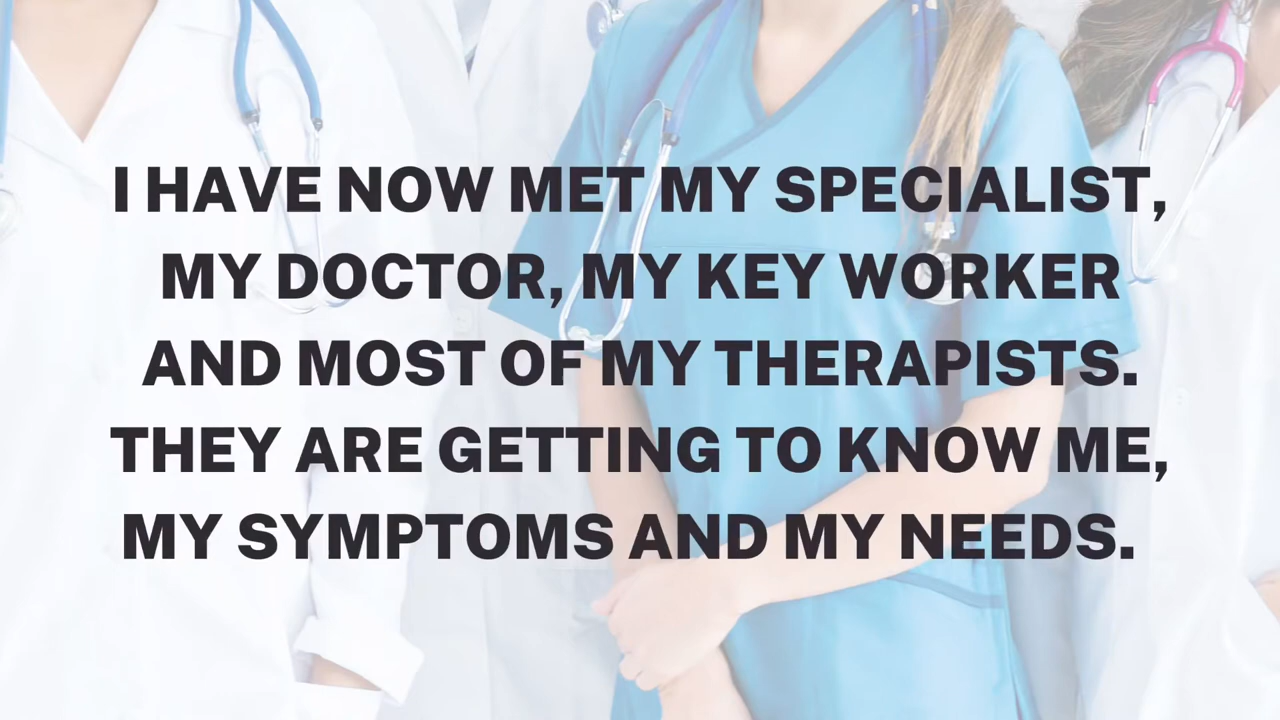 I HAVE NOW MET MY SPECIALIST,
MY DOCTOR, MY KEY WORKER
AND MOST OF MY THERAPISTS.
THEY ARE GETTING TO KNOW ME,
MY SYMPTOMS AND MY NEEDS.